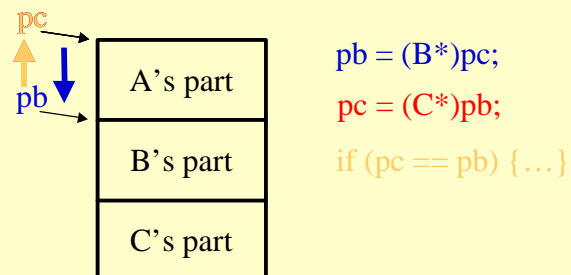 pc
pb
A’s part
B’s part
C’s part
pb = (B*)pc;
pc = (C*)pb;
if (pc == pb) {…}